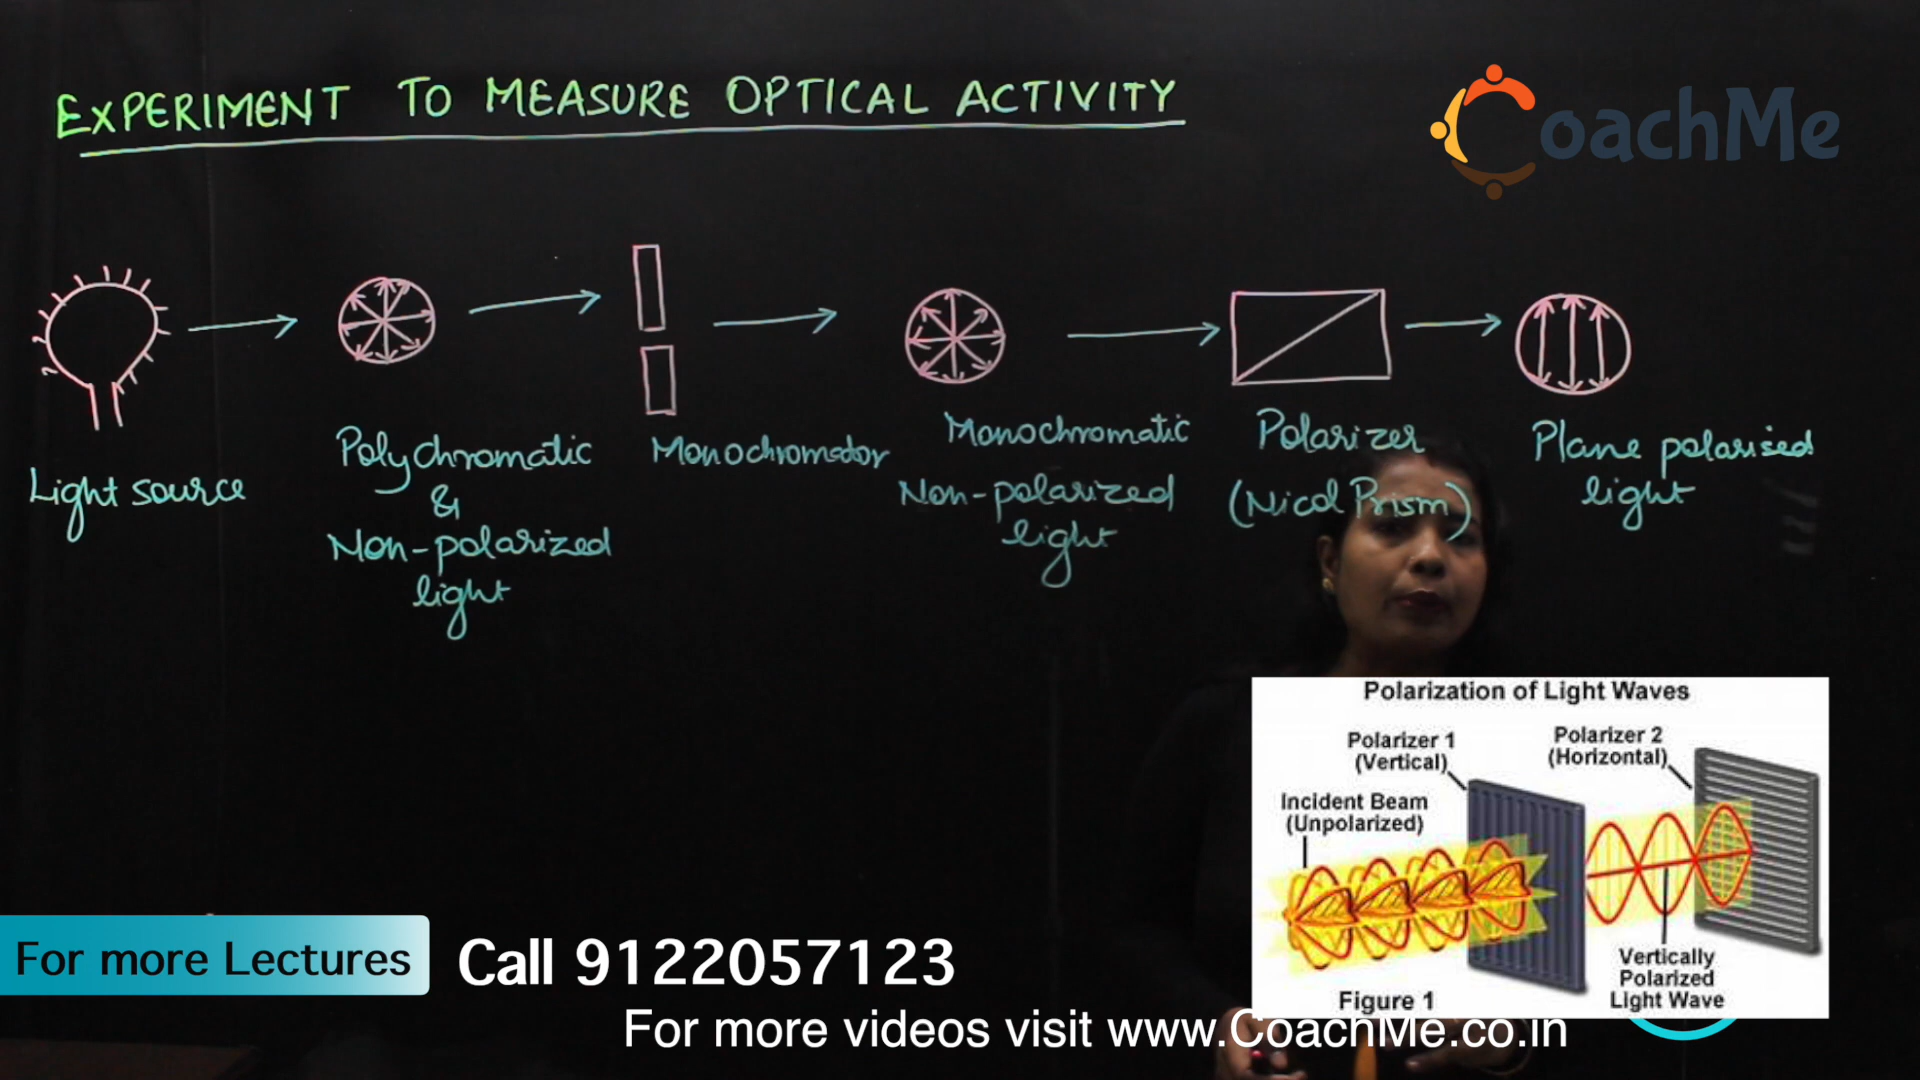 EXPERIMENT TO MEASURE OPTICAL ACTIVITY
CoachMe
Light source
Polychromatic
&
Non-polarized
light
Monochromator
Monochromatic
Non-polarized
light
Polarizer
(Nicol Prism)
Plane polarised
light
Polarization of Light Waves
Polarizer 1
(Vertical)
Polarizer 2
(Horizontal)
Incident Beam
(Unpolarized)
Vertically
Polarized
Light Wave
Figure 1
For more Lectures
Call 9122057123
For more videos visit www.CoachMe.co.in